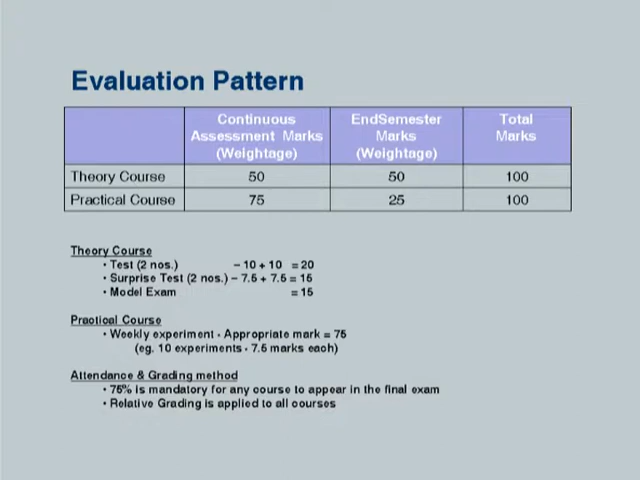 Evaluation Pattern
Continuous Assessment Marks (Weightage) EndSemester Marks (Weightage) Total Marks
Theory Course 50 50 100
Practical Course 75 25 100
Theory Course
• Test (2 nos.) – 10 + 10 = 20
• Surprise Test (2 nos.) – 7.5 + 7.5 = 15
• Model Exam = 15
Practical Course
• Weekly experiment - Appropriate mark = 75
(eg. 10 experiments - 7.5 marks each)
Attendance & Grading method
• 75% is mandatory for any course to appear in the final exam
• Relative Grading is applied to all courses